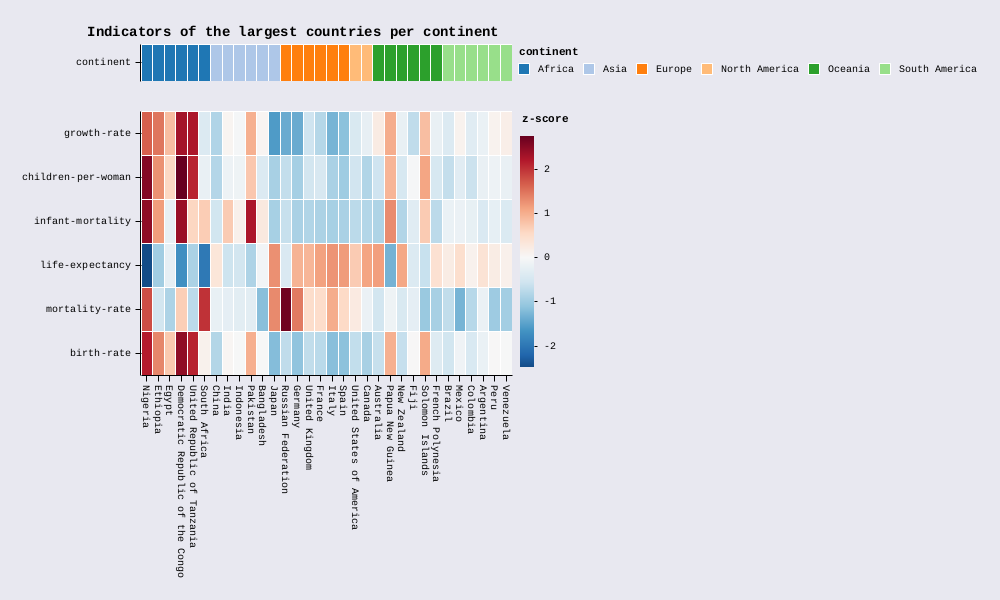 Indicators of the largest countries per continent
continent
continent
Africa Asia Europe North America Oceania South America
z-score
growth-rate
children-per-woman
infant-mortality
life-expectancy
mortality-rate
birth-rate
2
1
0
-1
-2
Nigeria
Ethiopia
Egypt
Democratic Republic of the Congo
United Republic of Tanzania
South Africa
China
India
Indonesia
Pakistan
Bangladesh
Japan
Russian Federation
Germany
United Kingdom
France
Italy
Spain
United States of America
Canada
Australia
Papua New Guinea
New Zealand
Fiji
Solomon Islands
French Polynesia
Brazil
Mexico
Colombia
Argentina
Peru
Venezuela